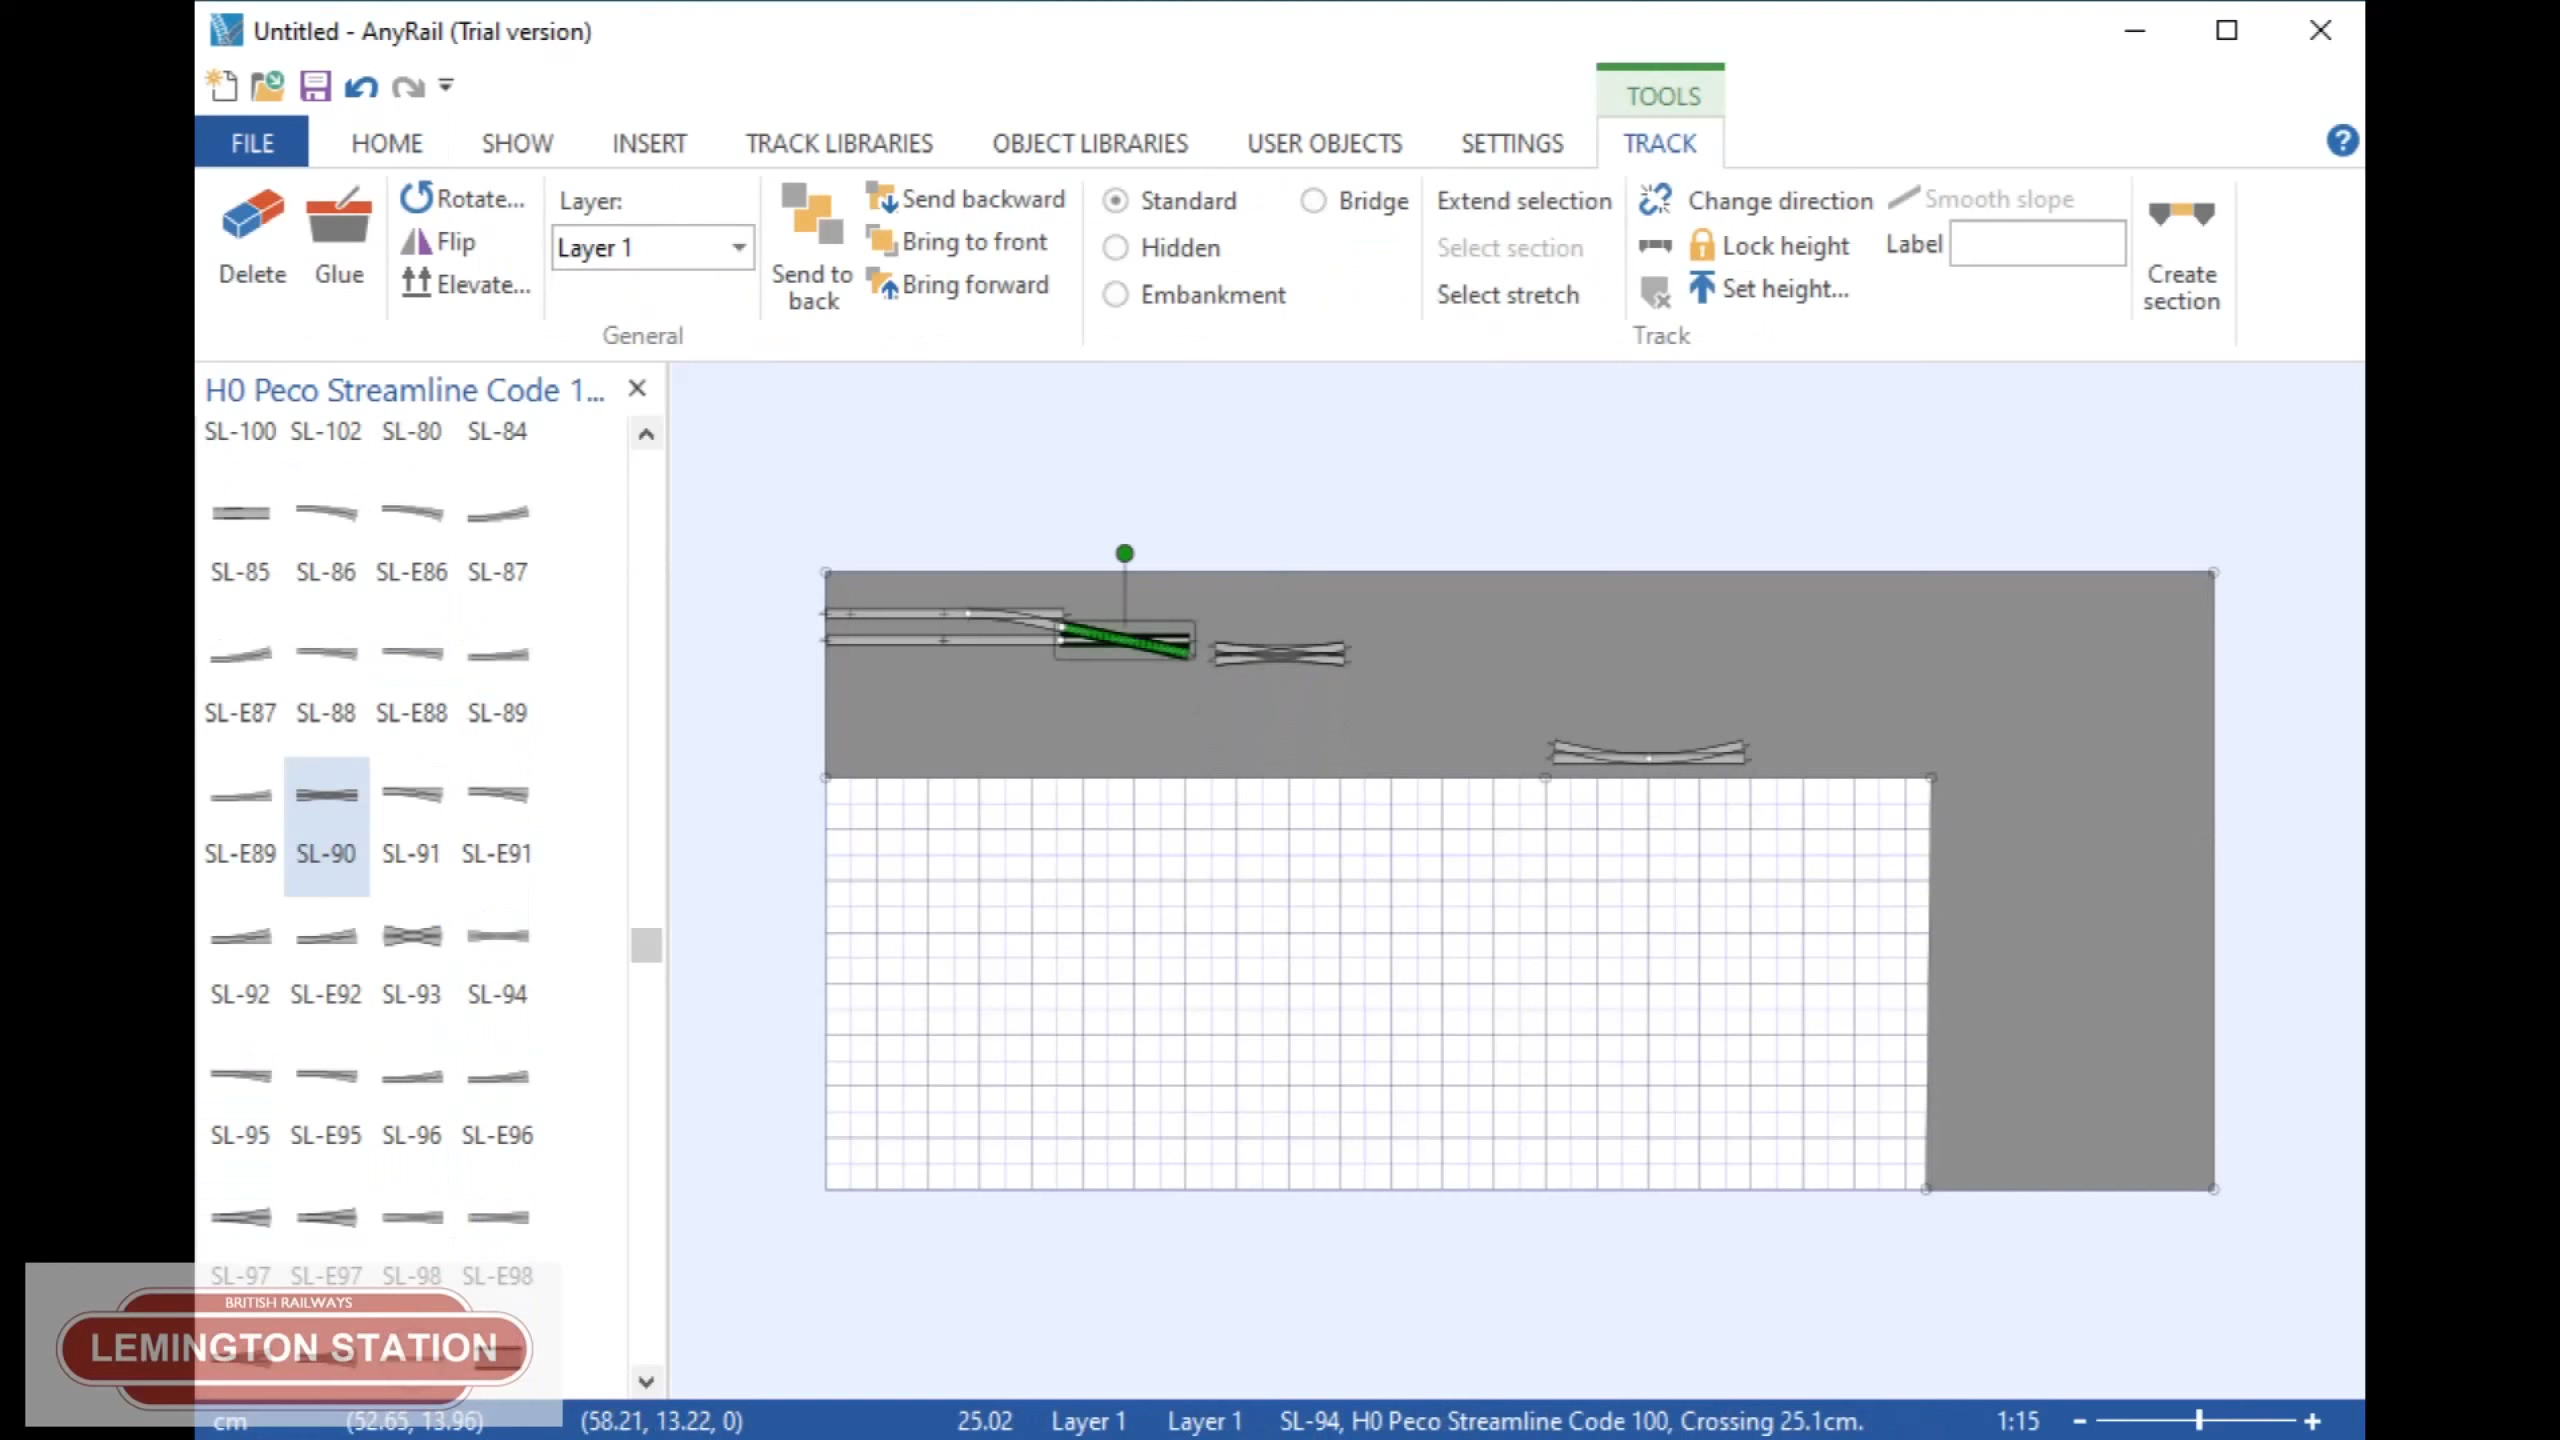 Untitled - AnyRail (Trial version)
TOOLS
FILE HOME SHOW INSERT TRACK LIBRARIES OBJECT LIBRARIES USER OBJECTS SETTINGS TRACK ?
Delete Glue Rotate... Flip Elevate...
Layer:
Layer 1
Send to back
Send backward
Bring to front
Bring forward
General
Standard Bridge
Hidden
Embankment
Extend selection
Select section
Select stretch
Change direction
Lock height
Set height...
Smooth slope
Label
Create section
Track
H0 Peco Streamline Code 1...
SL-100 SL-102 SL-80 SL-84
SL-85 SL-86 SL-E86 SL-87
SL-E87 SL-88 SL-E88 SL-89
SL-E89 SL-90 SL-91 SL-E91
SL-92 SL-E92 SL-93 SL-94
SL-95 SL-E95 SL-96 SL-E96
SL-97 SL-E97 SL-98 SL-E98
BRITISH RAILWAYS
LEMINGTON STATION
cm (52.65, 13.96) (58.21, 13.22, 0) 25.02 Layer 1 Layer 1 SL-94, H0 Peco Streamline Code 100, Crossing 25.1cm. 1:15